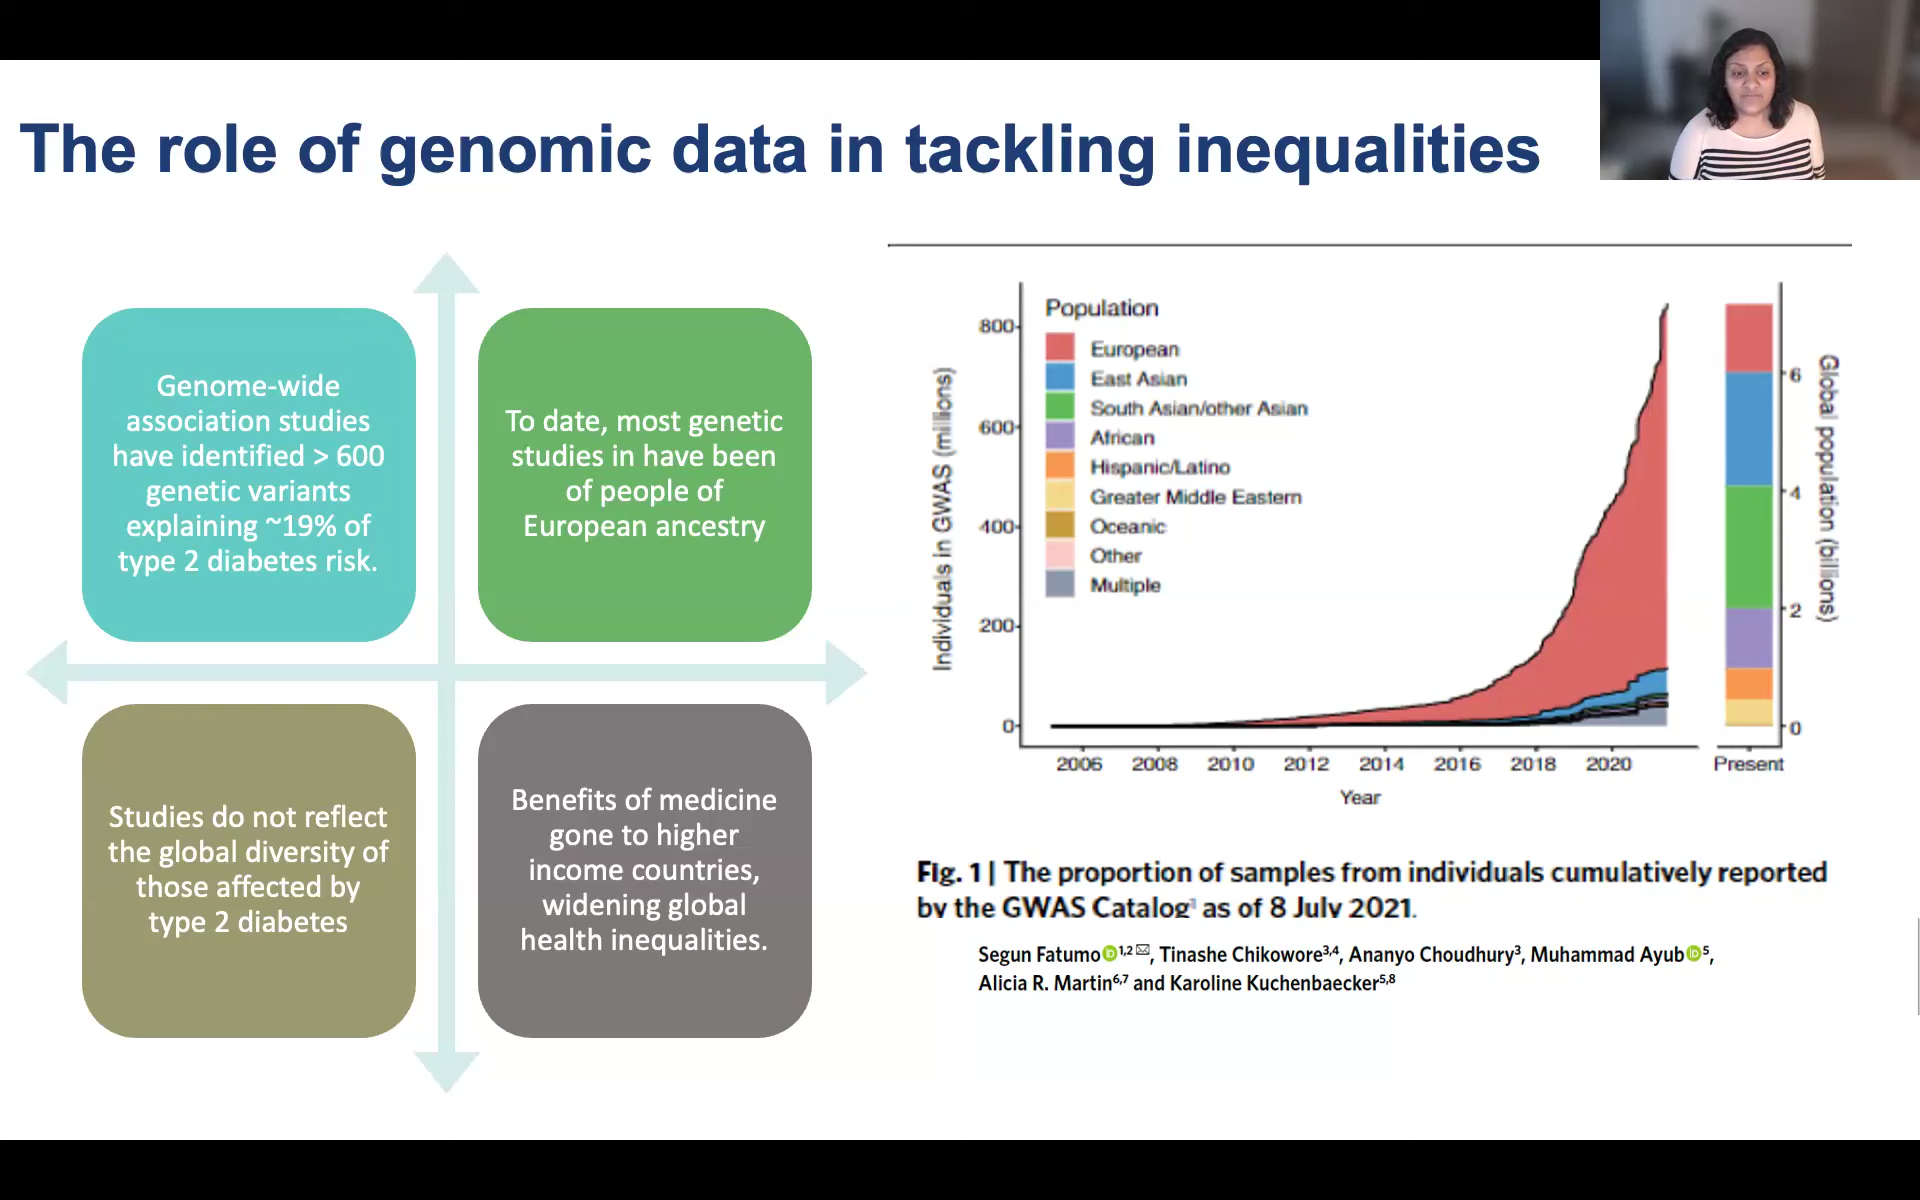 The role of genomic data in tackling inequalities
Genome-wide
association studies
have identified > 600
genetic variants
explaining ~19% of
type 2 diabetes risk.
To date, most genetic
studies in have been
of people of
European ancestry
Studies do not reflect
the global diversity of
those affected by
type 2 diabetes
Benefits of medicine
gone to higher
income countries,
widening global
health inequalities.
Individuals in GWAS (millions)
800
600
400
200
0
Population
European
East Asian
South Asian/other Asian
African
Hispanic/Latino
Greater Middle Eastern
Oceanic
Other
Multiple
2006 2008 2010 2012 2014 2016 2018 2020
Year
Present
6
4
2
0
Global population (billions)
Fig. 1 | The proportion of samples from individuals cumulatively reported
by the GWAS Catalog1 as of 8 July 2021.
Segun Fatumo iD 1,2 ✉, Tinashe Chikowore3,4, Ananyo Choudhury3, Muhammad Ayub iD 5,
Alicia R. Martin6,7 and Karoline Kuchenbaecker5,8